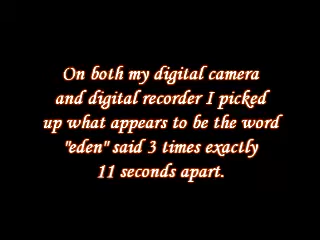 On both my digital camera
and digital recorder I picked
up what appears to be the word
"eden" said 3 times exactly
11 seconds apart.